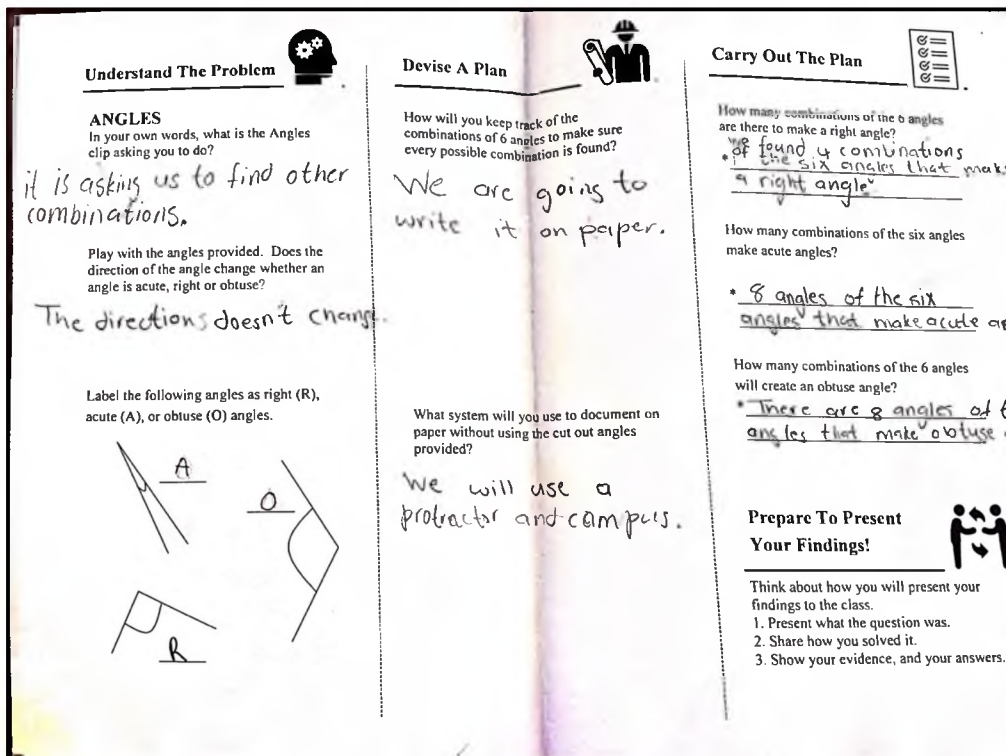 Understand The Problem
ANGLES
In your own words, what is the Angles
clip asking you to do?
it is asking us to find other
combinations.
Play with the angles provided. Does the
direction of the angle change whether an
angle is acute, right or obtuse?
The directions doesn't change.
Label the following angles as right (R),
acute (A), or obtuse (O) angles.
A
O
R
Devise A Plan
How will you keep track of the
combinations of 6 angles to make sure
every possible combination is found?
We are going to
write it on paper.
What system will you use to document on
paper without using the cut out angles
provided?
We will use a
protractor and compuis.
Carry Out The Plan
How many combinations of the 6 angles
are there to make a right angle?
we found 4 combinations
of the six angles that make
a right angle
How many combinations of the six angles
make acute angles?
* 8 angles of the six
angles that make acute
How many combinations of the 6 angles
will create an obtuse angle?
* There are 8 angles of
angles that make obtuse
Prepare To Present
Your Findings!
Think about how you will present your
findings to the class.
1. Present what the question was.
2. Share how you solved it.
3. Show your evidence, and your answers.